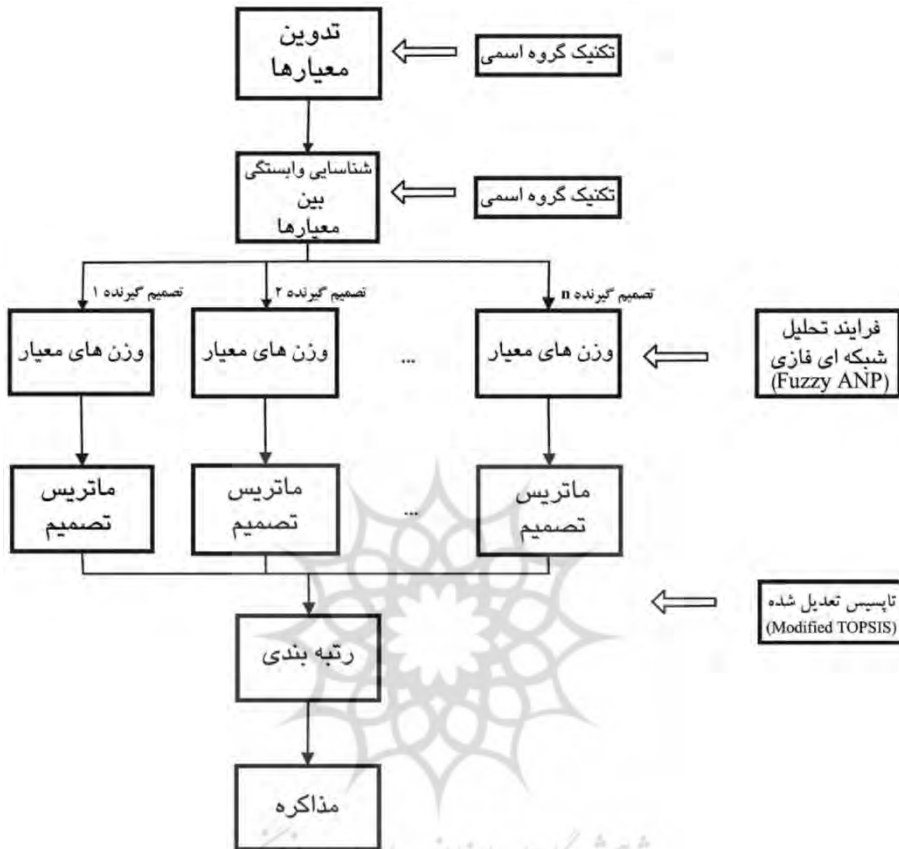 تدوین
معیارها
تکنیک گروه اسمی
شناسایی وابستگی
بین
معیارها
تکنیک گروه اسمی
تصمیم گیرنده n
تصمیم گیرنده ۲
تصمیم گیرنده ۱
فرایند تحلیل
شبکه ای فازی
(Fuzzy ANP)
وزن های معیار
...
وزن های معیار
وزن های معیار
ماتریس
تصمیم
...
ماتریس
تصمیم
ماتریس
تصمیم
تاپسیس تعدیل شده
(Modified TOPSIS)
رتبه بندی
مذاکره